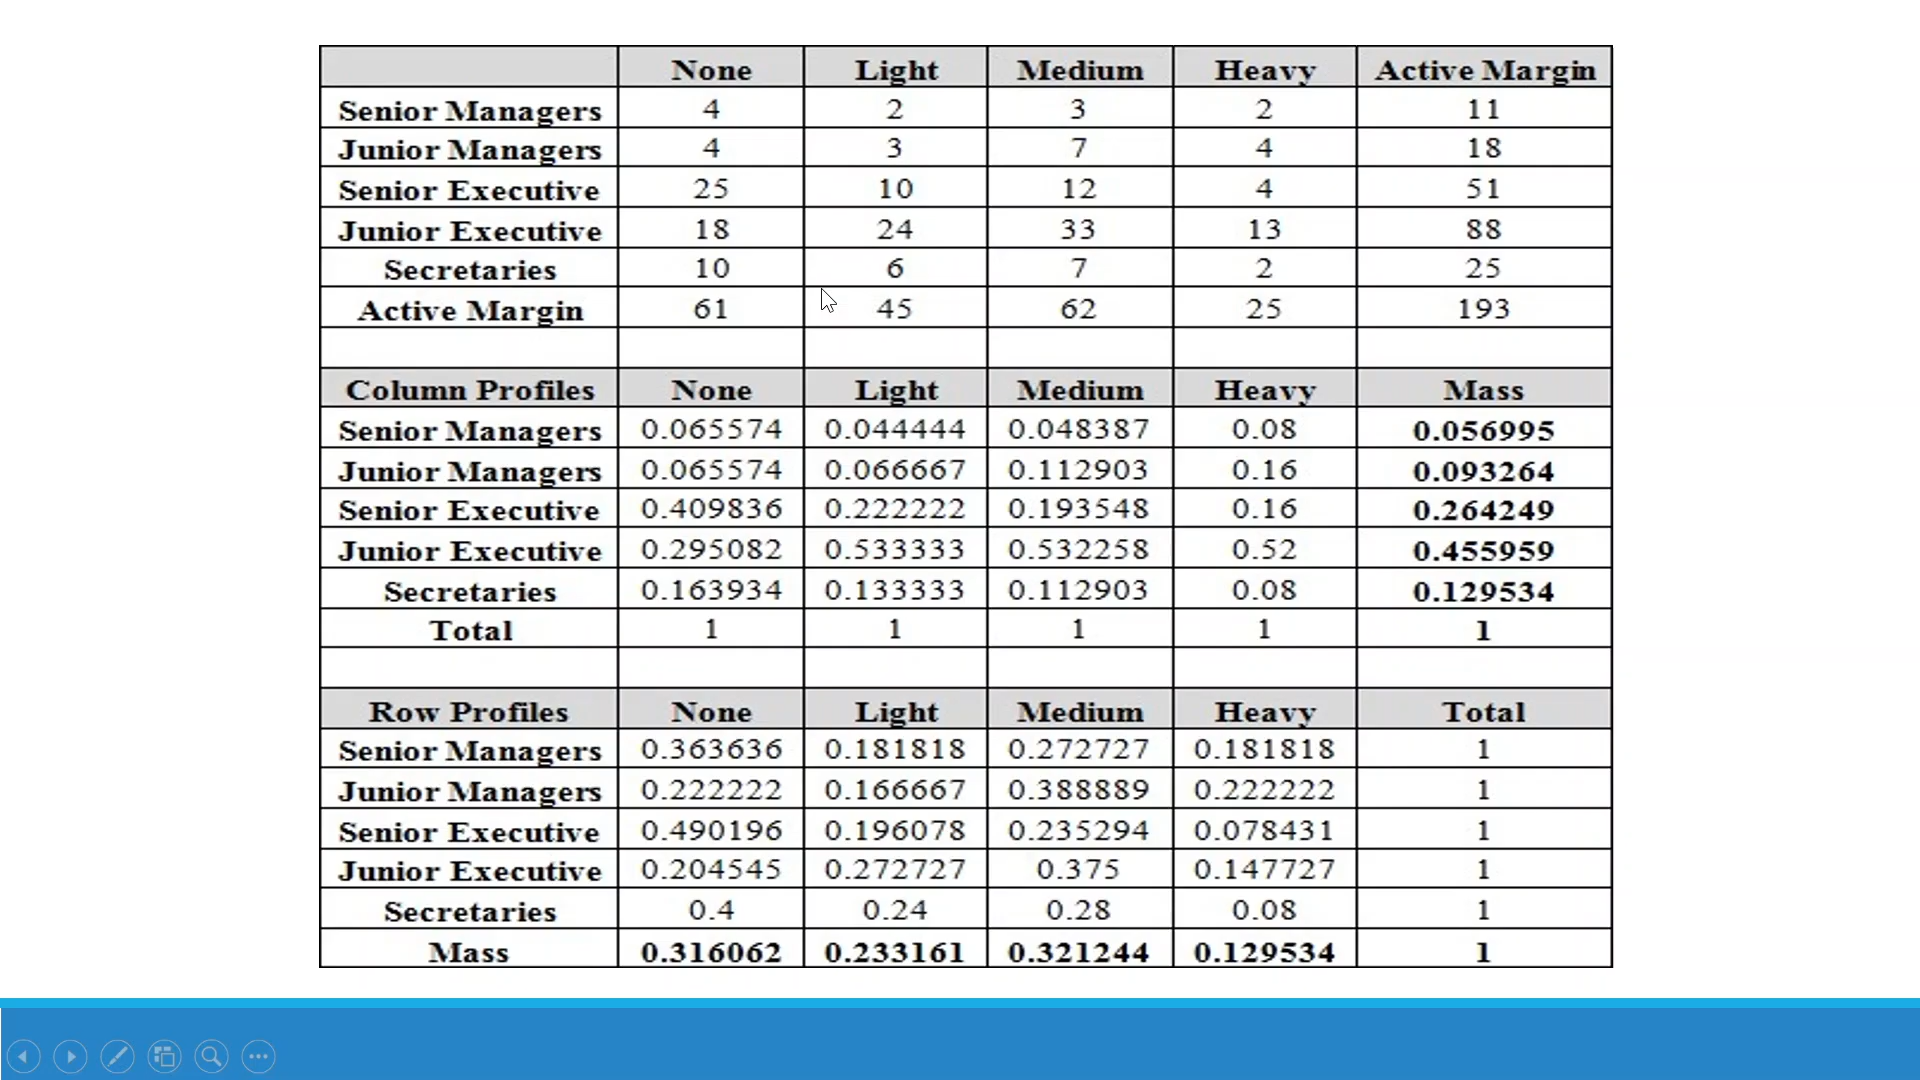 None Light Medium Heavy Active Margin
Senior Managers 4 2 3 2 11
Junior Managers 4 3 7 4 18
Senior Executive 25 10 12 4 51
Junior Executive 18 24 33 13 88
Secretaries 10 6 7 2 25
Active Margin 61 45 62 25 193
Column Profiles None Light Medium Heavy Mass
Senior Managers 0.065574 0.044444 0.048387 0.08 0.056995
Junior Managers 0.065574 0.066667 0.112903 0.16 0.093264
Senior Executive 0.409836 0.222222 0.193548 0.16 0.264249
Junior Executive 0.295082 0.533333 0.532258 0.52 0.455959
Secretaries 0.163934 0.133333 0.112903 0.08 0.129534
Total 1 1 1 1 1
Row Profiles None Light Medium Heavy Total
Senior Managers 0.363636 0.181818 0.272727 0.181818 1
Junior Managers 0.222222 0.166667 0.388889 0.222222 1
Senior Executive 0.490196 0.196078 0.235294 0.078431 1
Junior Executive 0.204545 0.272727 0.375 0.147727 1
Secretaries 0.4 0.24 0.28 0.08 1
Mass 0.316062 0.233161 0.321244 0.129534 1